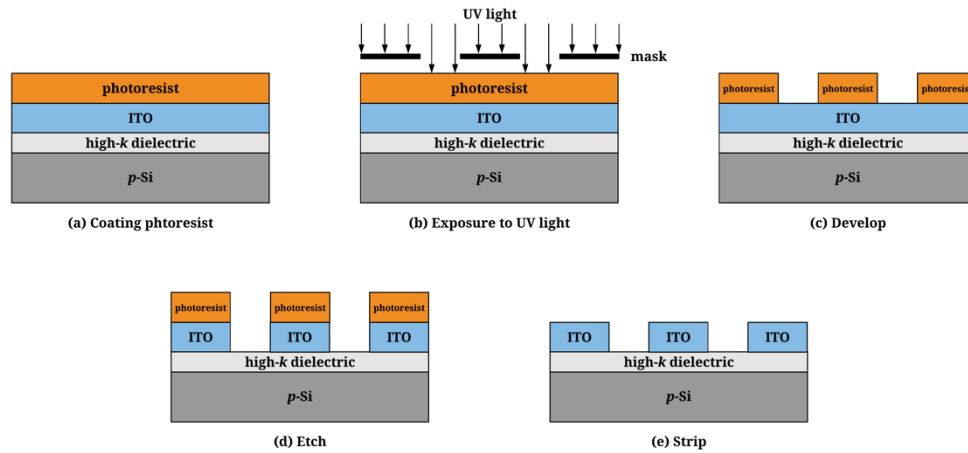 UV light
mask
photoresist
ITO
high-k dielectric
p-Si
(a) Coating phtoresist
photoresist
ITO
high-k dielectric
p-Si
(b) Exposure to UV light
photoresist photoresist photoresist
ITO
high-k dielectric
p-Si
(c) Develop
photoresist photoresist photoresist
ITO ITO ITO
high-k dielectric
p-Si
(d) Etch
ITO ITO ITO
high-k dielectric
p-Si
(e) Strip